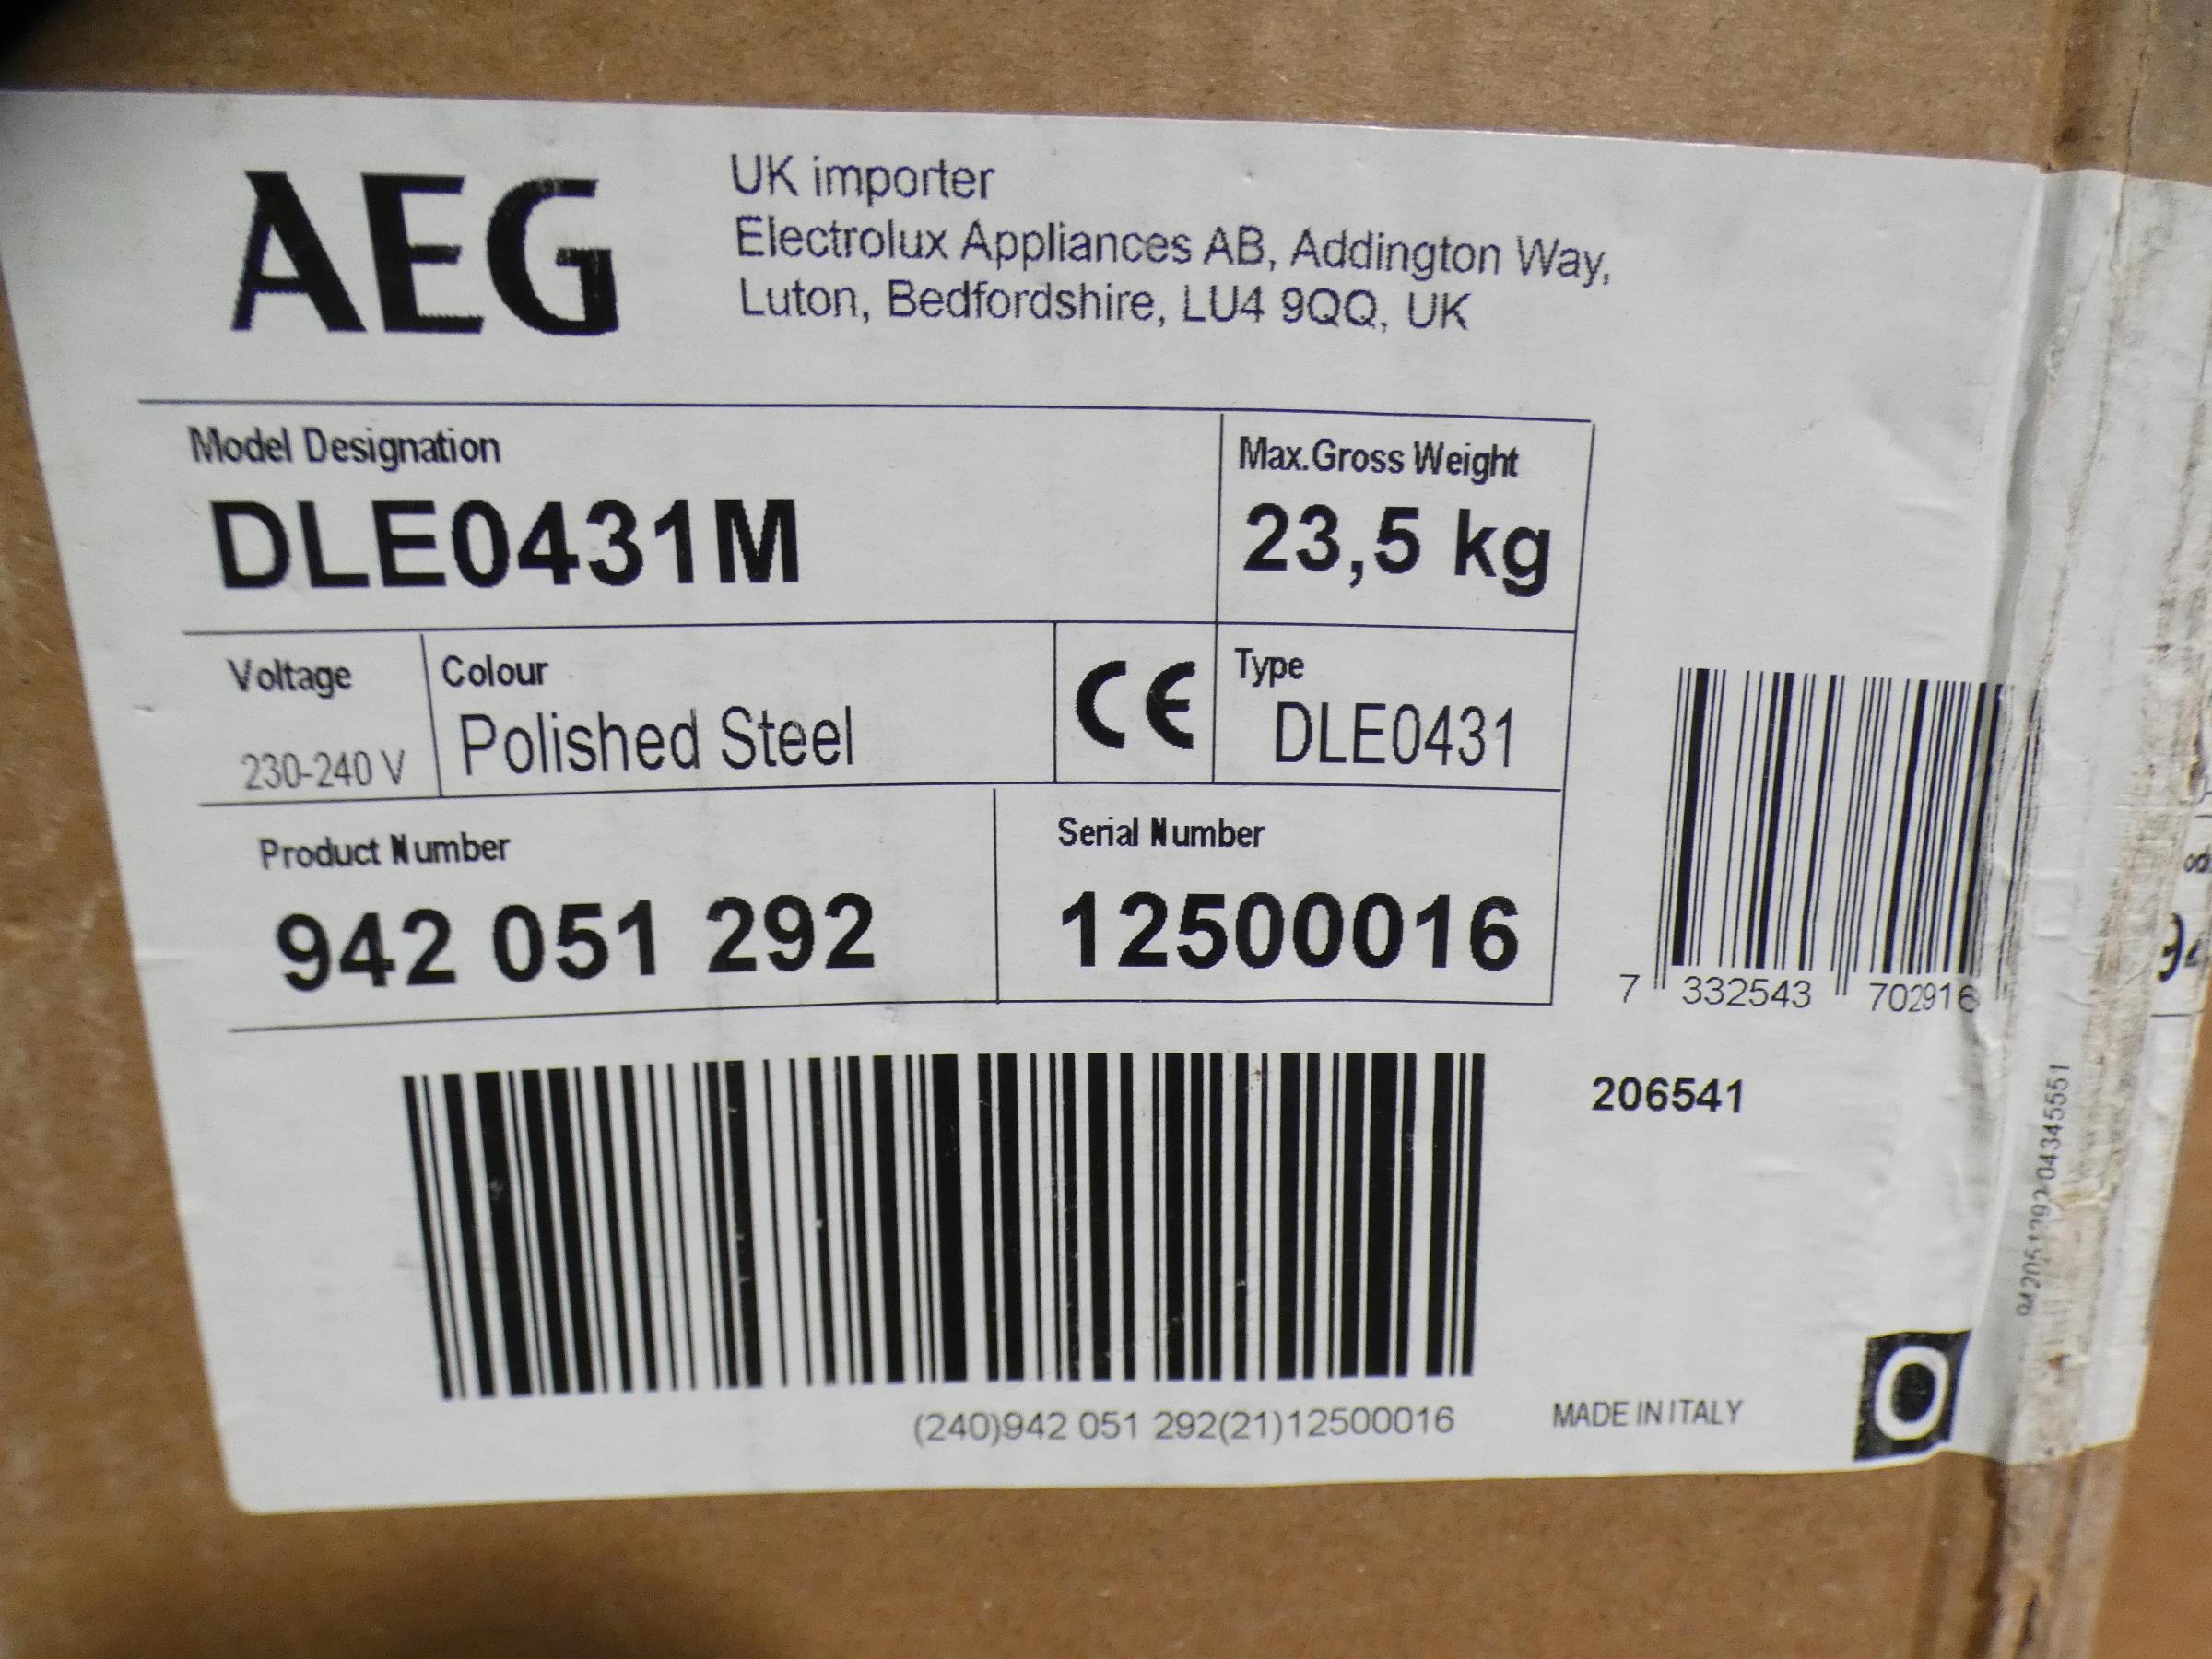 AEG
UK importer
Electrolux Appliances AB, Addington Way,
Luton, Bedfordshire, LU4 9QQ, UK
Model Designation
DLE0431M
Max.Gross Weight
23,5 kg
Voltage
230-240 V
Colour
Polished Steel
CE
Type
DLE0431
Product Number
942 051 292
Serial Number
12500016
7 332543 702916
206541
(240)942 051 292(21)12500016
MADE IN ITALY
O